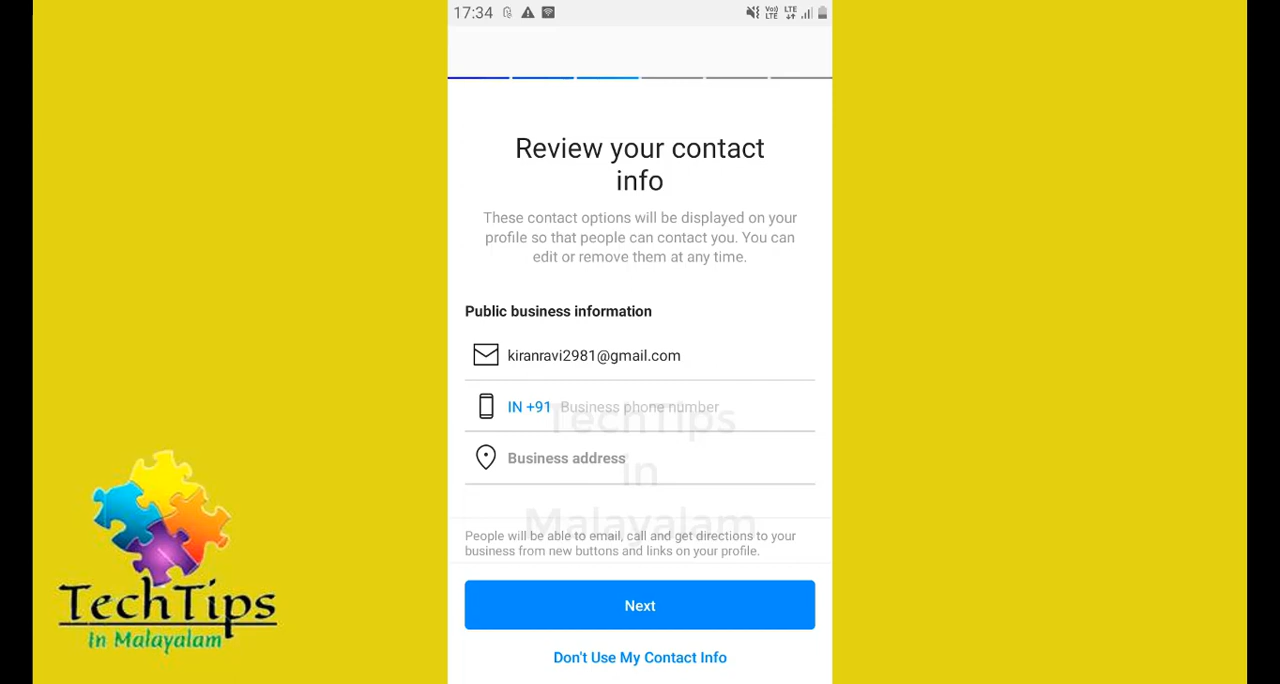 17:34
Vo))
LTE
LTE
Review your contact
info
These contact options will be displayed on your
profile so that people can contact you. You can
edit or remove them at any time.
Public business information
kiranravi2981@gmail.com
IN +91 Business phone number
Business address
TechTips
in
Malayalam
People will be able to email, call and get directions to your
business from new buttons and links on your profile.
Next
Don't Use My Contact Info
TechTips
In Malayalam